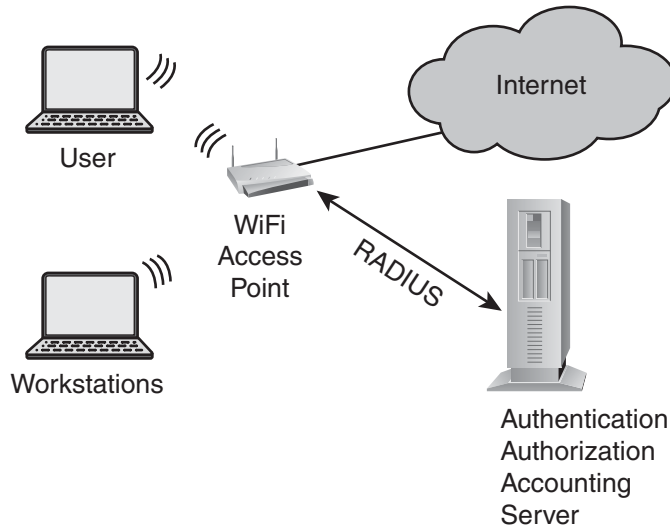 Internet
User
WiFi
Access
Point
RADIUS
Workstations
Authentication
Authorization
Accounting
Server